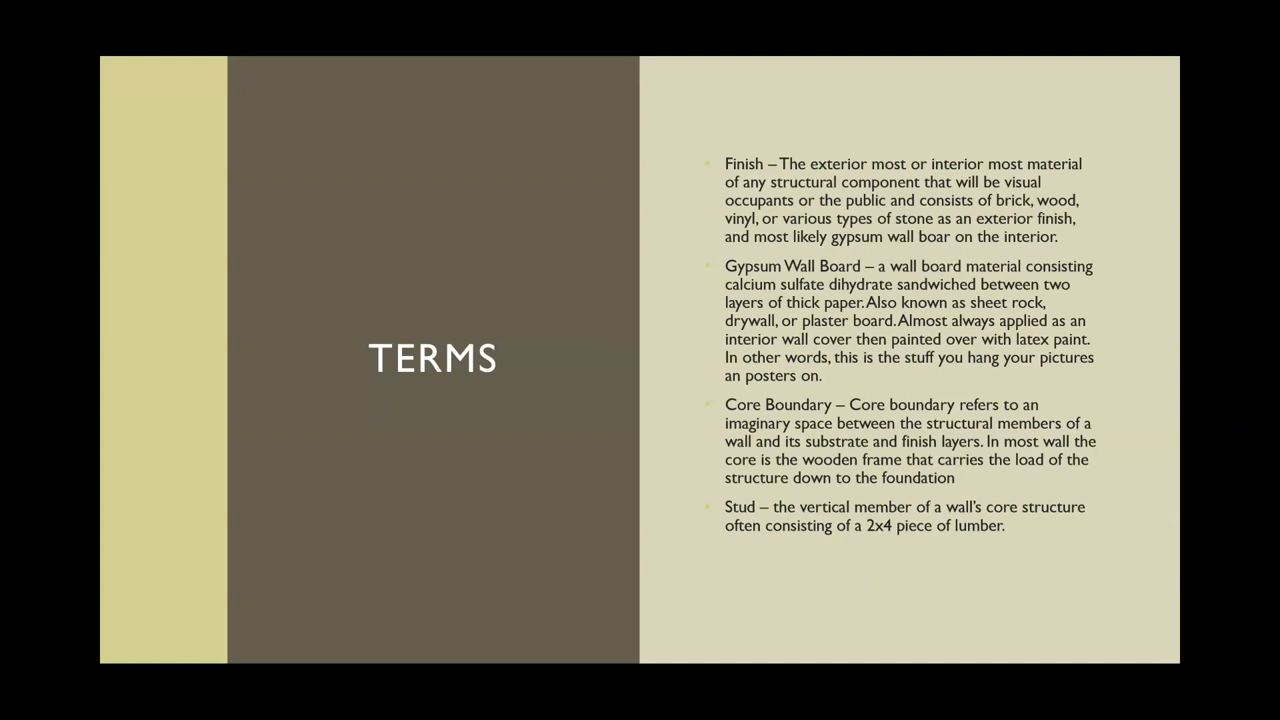 TERMS
Finish – The exterior most or interior most material
of any structural component that will be visual
occupants or the public and consists of brick, wood,
vinyl, or various types of stone as an exterior finish,
and most likely gypsum wall boar on the interior.
Gypsum Wall Board – a wall board material consisting
calcium sulfate dihydrate sandwiched between two
layers of thick paper. Also known as sheet rock,
drywall, or plaster board. Almost always applied as an
interior wall cover then painted over with latex paint.
In other words, this is the stuff you hang your pictures
an posters on.
Core Boundary – Core boundary refers to an
imaginary space between the structural members of a
wall and its substrate and finish layers. In most wall the
core is the wooden frame that carries the load of the
structure down to the foundation
Stud – the vertical member of a wall's core structure
often consisting of a 2x4 piece of lumber.